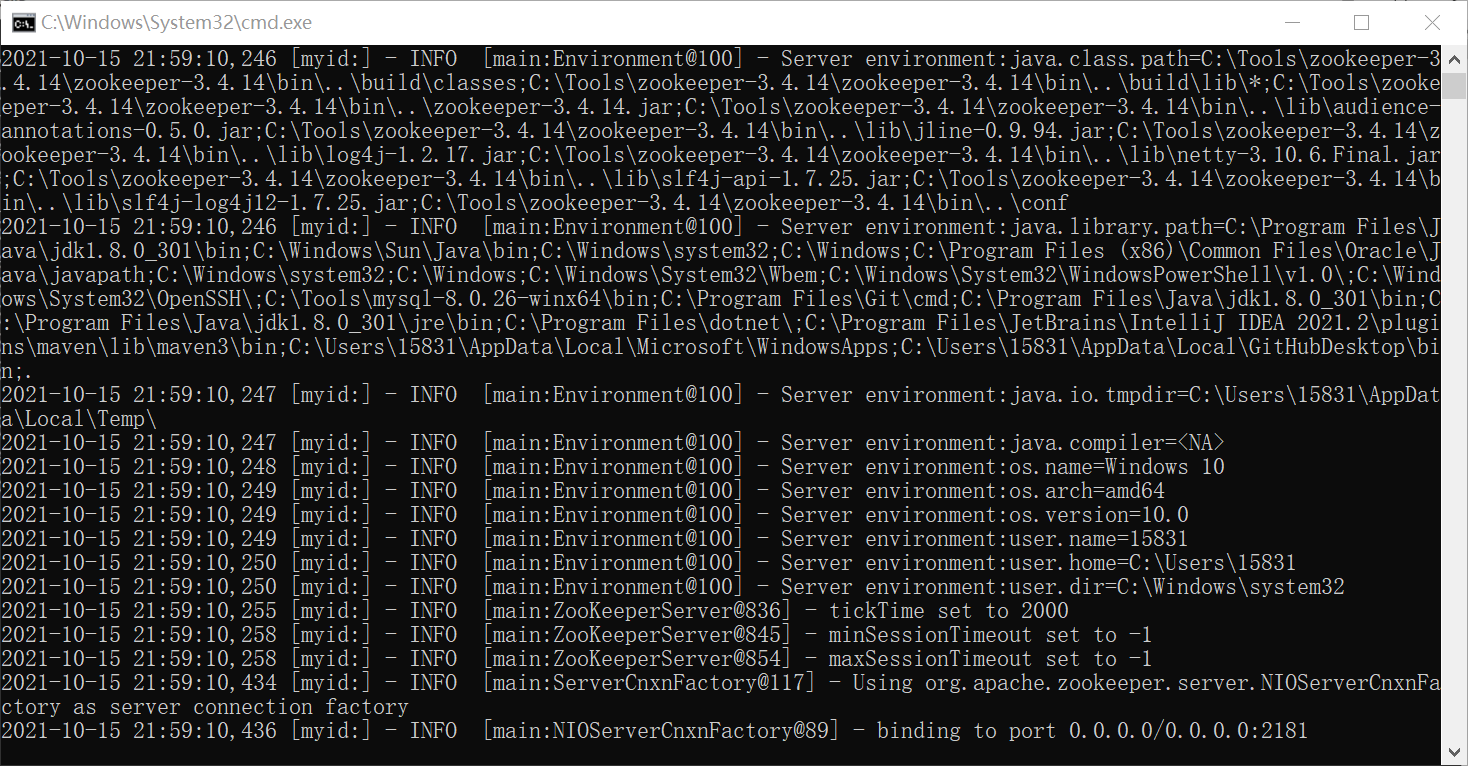 C:\Windows\System32\cmd.exe
2021-10-15 21:59:10,246 [myid:] - INFO  [main:Environment@100] - Server environment:java.class.path=C:\Tools\zookeeper-3
.4.14\zookeeper-3.4.14\bin\..\build\classes;C:\Tools\zookeeper-3.4.14\zookeeper-3.4.14\bin\..\build\lib\*;C:\Tools\zooke
eper-3.4.14\zookeeper-3.4.14\bin\..\zookeeper-3.4.14.jar;C:\Tools\zookeeper-3.4.14\zookeeper-3.4.14\bin\..\lib\audience-
annotations-0.5.0.jar;C:\Tools\zookeeper-3.4.14\zookeeper-3.4.14\bin\..\lib\jline-0.9.94.jar;C:\Tools\zookeeper-3.4.14\z
ookeeper-3.4.14\bin\..\lib\log4j-1.2.17.jar;C:\Tools\zookeeper-3.4.14\zookeeper-3.4.14\bin\..\lib\netty-3.10.6.Final.jar
;C:\Tools\zookeeper-3.4.14\zookeeper-3.4.14\bin\..\lib\slf4j-api-1.7.25.jar;C:\Tools\zookeeper-3.4.14\zookeeper-3.4.14\b
in\..\lib\slf4j-log4j12-1.7.25.jar;C:\Tools\zookeeper-3.4.14\zookeeper-3.4.14\bin\..\conf
2021-10-15 21:59:10,246 [myid:] - INFO  [main:Environment@100] - Server environment:java.library.path=C:\Program Files\J
ava\jdk1.8.0_301\bin;C:\Windows\Sun\Java\bin;C:\Windows\system32;C:\Windows;C:\Program Files (x86)\Common Files\Oracle\J
ava\javapath;C:\Windows\system32;C:\Windows;C:\Windows\System32\Wbem;C:\Windows\System32\WindowsPowerShell\v1.0\;C:\Wind
ows\System32\OpenSSH\;C:\Tools\mysql-8.0.26-winx64\bin;C:\Program Files\Git\cmd;C:\Program Files\Java\jdk1.8.0_301\bin;C
:\Program Files\Java\jdk1.8.0_301\jre\bin;C:\Program Files\dotnet\;C:\Program Files\JetBrains\IntelliJ IDEA 2021.2\plugi
ns\maven\lib\maven3\bin;C:\Users\15831\AppData\Local\Microsoft\WindowsApps;C:\Users\15831\AppData\Local\GitHubDesktop\bi
n;.
2021-10-15 21:59:10,247 [myid:] - INFO  [main:Environment@100] - Server environment:java.io.tmpdir=C:\Users\15831\AppDat
a\Local\Temp\
2021-10-15 21:59:10,247 [myid:] - INFO  [main:Environment@100] - Server environment:java.compiler=<NA>
2021-10-15 21:59:10,248 [myid:] - INFO  [main:Environment@100] - Server environment:os.name=Windows 10
2021-10-15 21:59:10,249 [myid:] - INFO  [main:Environment@100] - Server environment:os.arch=amd64
2021-10-15 21:59:10,249 [myid:] - INFO  [main:Environment@100] - Server environment:os.version=10.0
2021-10-15 21:59:10,249 [myid:] - INFO  [main:Environment@100] - Server environment:user.name=15831
2021-10-15 21:59:10,250 [myid:] - INFO  [main:Environment@100] - Server environment:user.home=C:\Users\15831
2021-10-15 21:59:10,250 [myid:] - INFO  [main:Environment@100] - Server environment:user.dir=C:\Windows\system32
2021-10-15 21:59:10,255 [myid:] - INFO  [main:ZooKeeperServer@836] - tickTime set to 2000
2021-10-15 21:59:10,258 [myid:] - INFO  [main:ZooKeeperServer@845] - minSessionTimeout set to -1
2021-10-15 21:59:10,258 [myid:] - INFO  [main:ZooKeeperServer@854] - maxSessionTimeout set to -1
2021-10-15 21:59:10,434 [myid:] - INFO  [main:ServerCnxnFactory@117] - Using org.apache.zookeeper.server.NIOServerCnxnFa
ctory as server connection factory
2021-10-15 21:59:10,436 [myid:] - INFO  [main:NIOServerCnxnFactory@89] - binding to port 0.0.0.0/0.0.0.0:2181